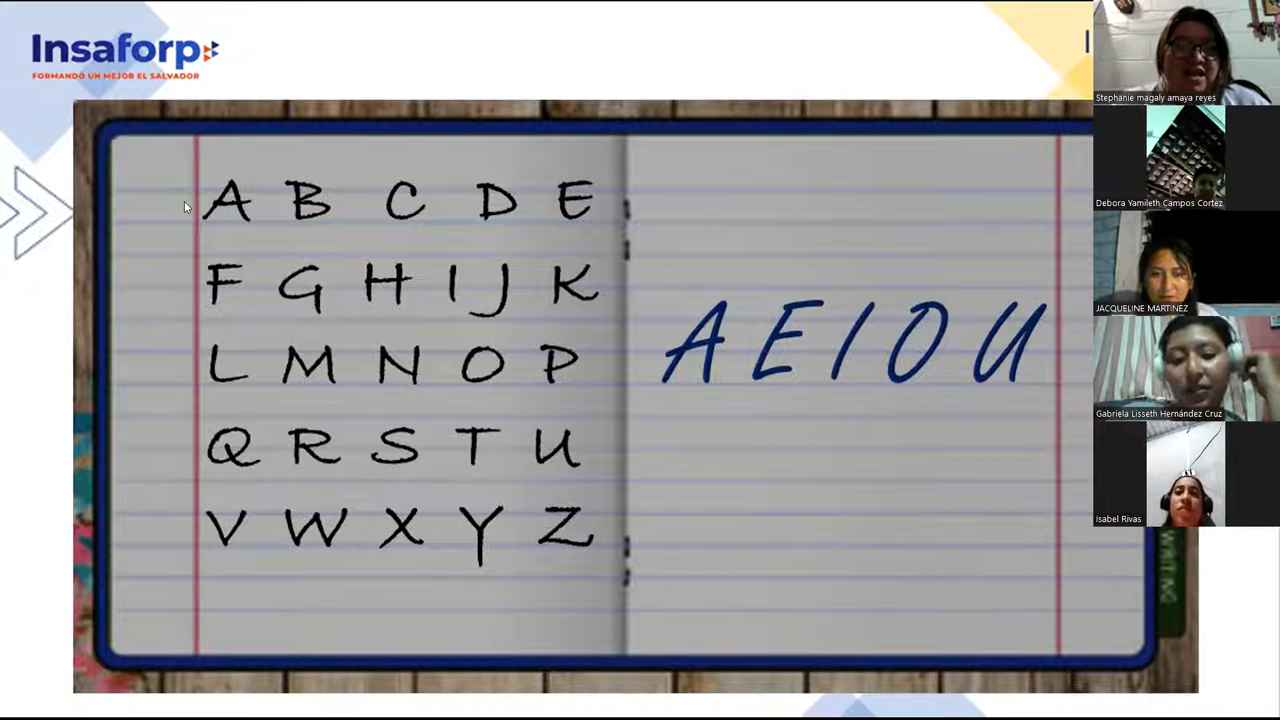 Insaforp
FORMANDO UN MEJOR EL SALVADOR
A B C D E
F G H I J K
L M N O P
Q R S T U
V W X Y Z
A E I O U
WRITING
Stephanie magaly amaya reyes
Debora Yamileth Campos Cortez
JACQUELINE MARTINEZ
Gabriela Lisseth Hernández Cruz
Isabel Rivas